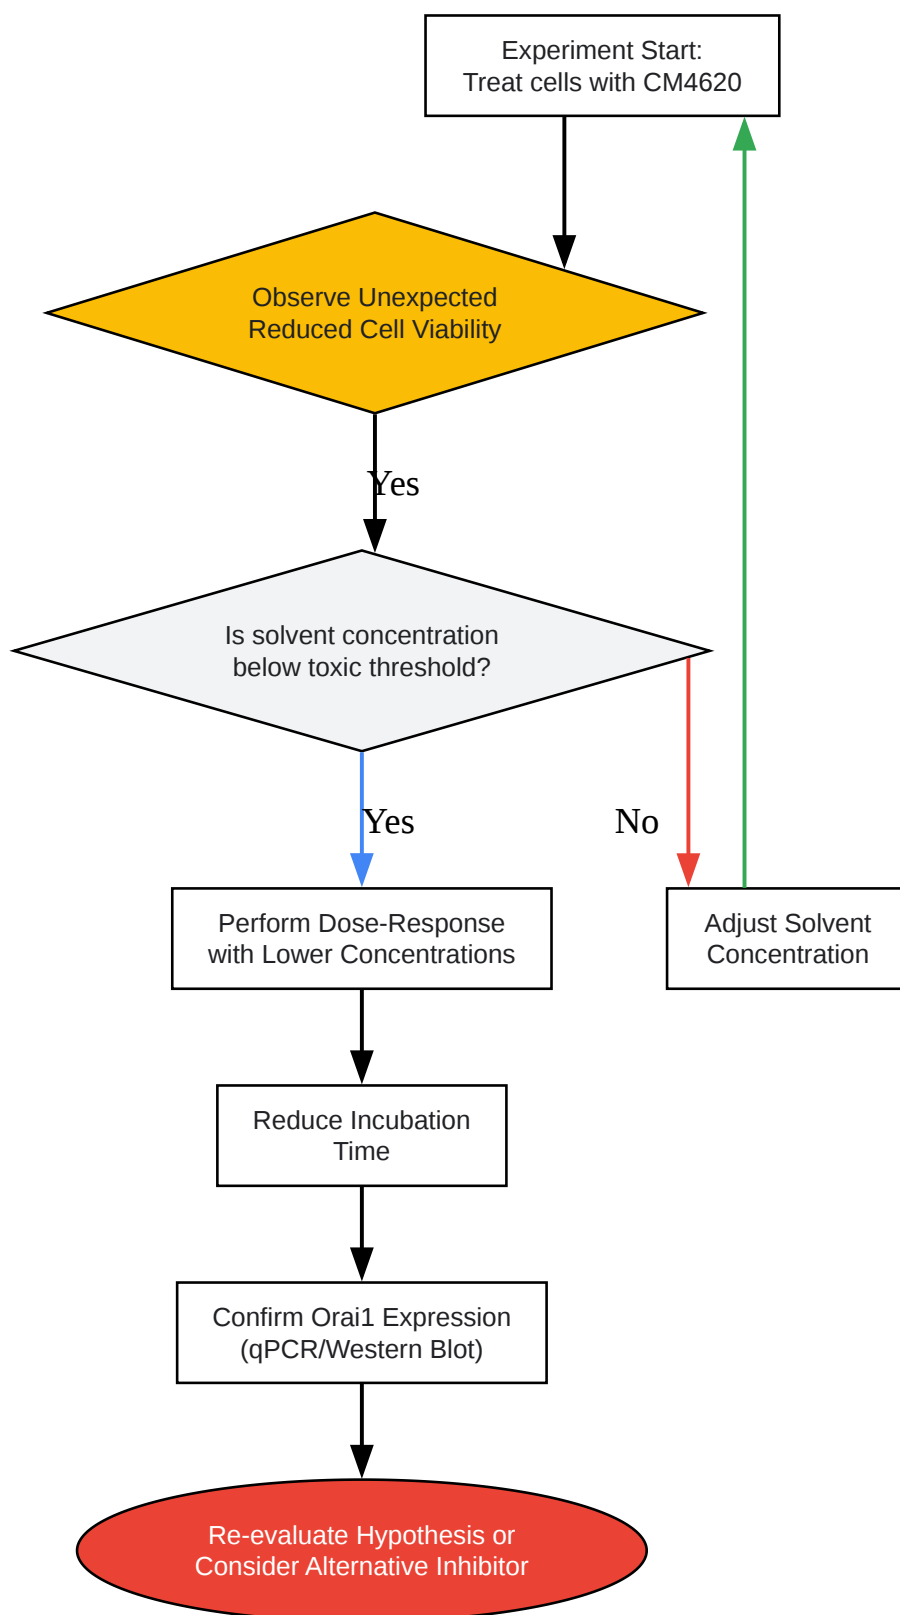 Experiment Start:
Treat cells with CM4620
Observe Unexpected
Reduced Cell Viability
Yes
Is solvent concentration
below toxic threshold?
Yes
No
Perform Dose-Response
with Lower Concentrations
Adjust Solvent
Concentration
Reduce Incubation
Time
Confirm Orai1 Expression
(qPCR/Western Blot)
Re-evaluate Hypothesis or
Consider Alternative Inhibitor